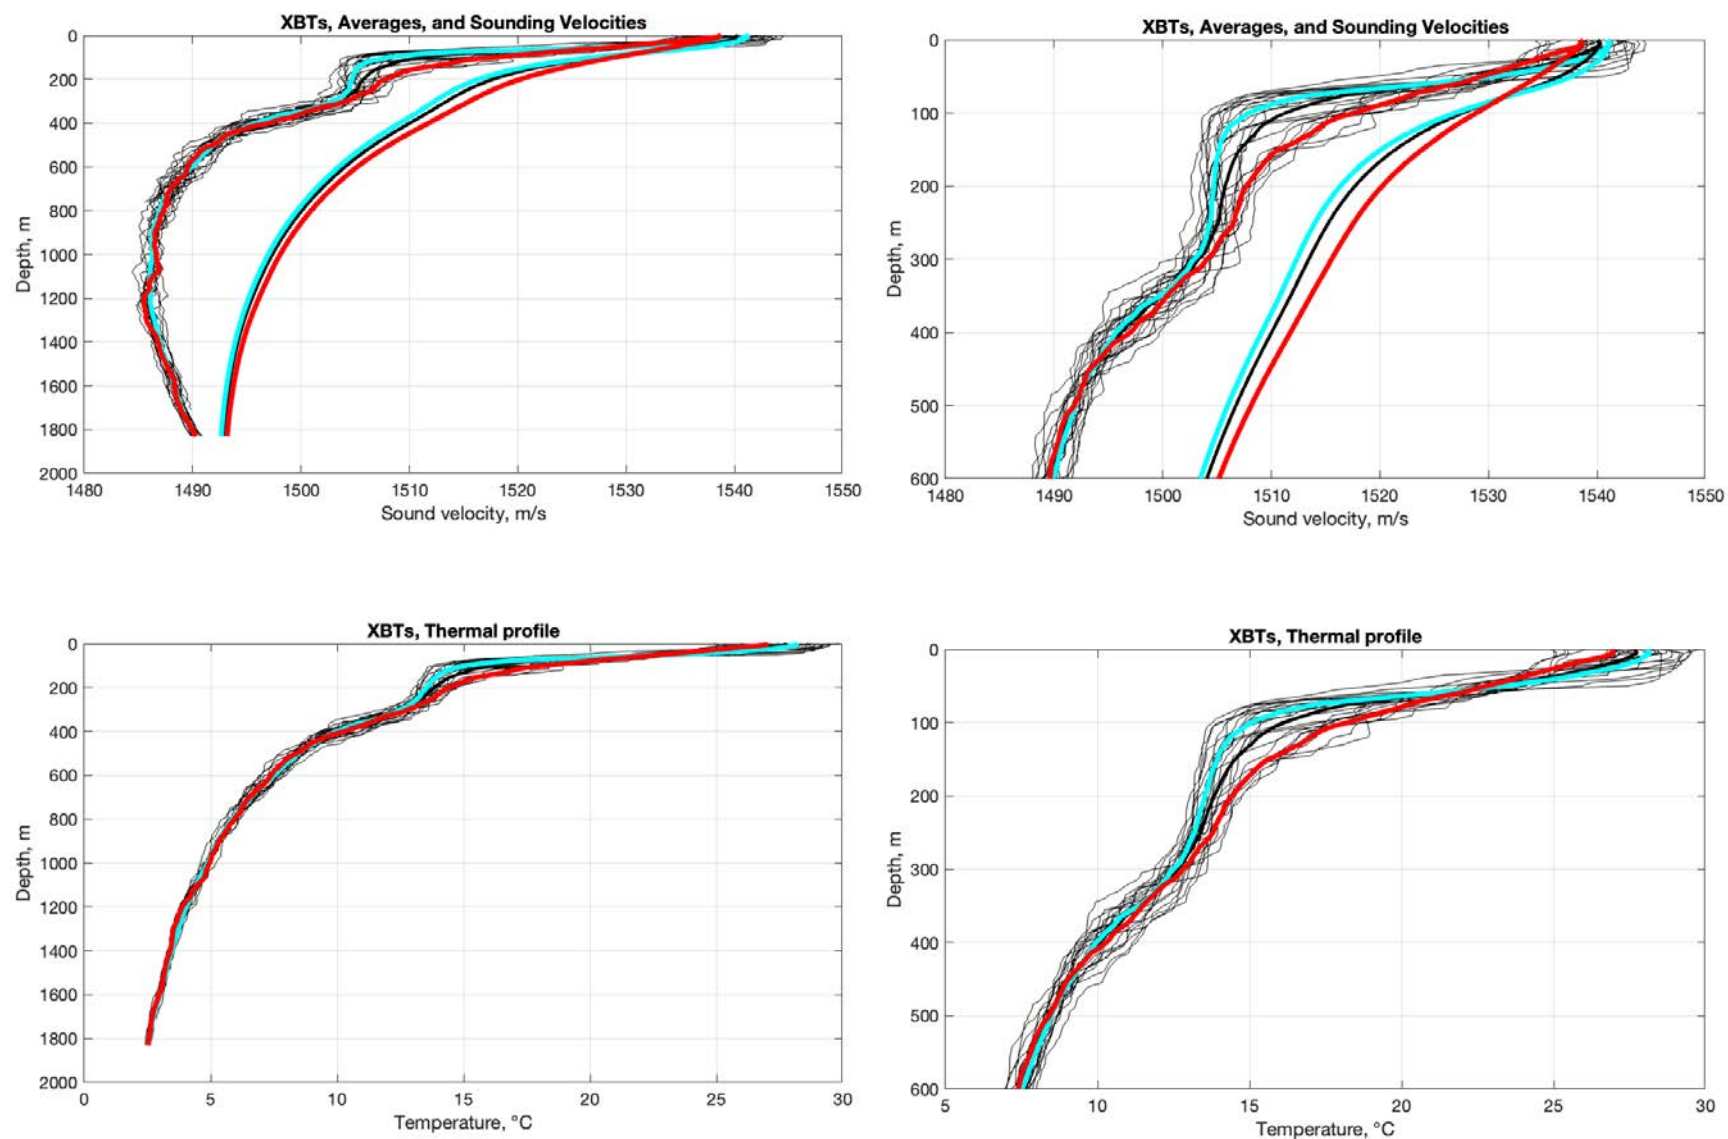 XBTs, Averages, and Sounding Velocities
0
200
400
600
800
1000
1200
1400
1600
1800
2000
Depth, m
1480 1490 1500 1510 1520 1530 1540 1550
Sound velocity, m/s
XBTs, Averages, and Sounding Velocities
0
100
200
300
400
500
600
Depth, m
1480 1490 1500 1510 1520 1530 1540 1550
Sound velocity, m/s
XBTs, Thermal profile
0
200
400
600
800
1000
1200
1400
1600
1800
2000
Depth, m
0 5 10 15 20 25 30
Temperature, °C
XBTs, Thermal profile
0
100
200
300
400
500
600
Depth, m
5 10 15 20 25 30
Temperature, °C